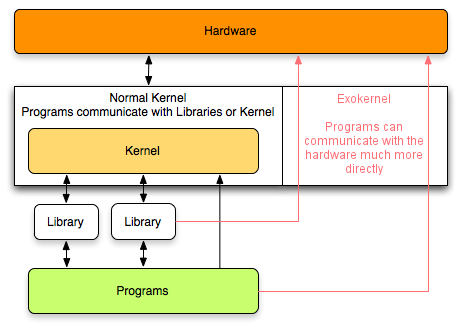 Hardware
Normal Kernel
Programs communicate with Libraries or Kernel
Kernel
Exokernel
Programs can
communicate with the
hardware much more
directly
Library
Library
Programs